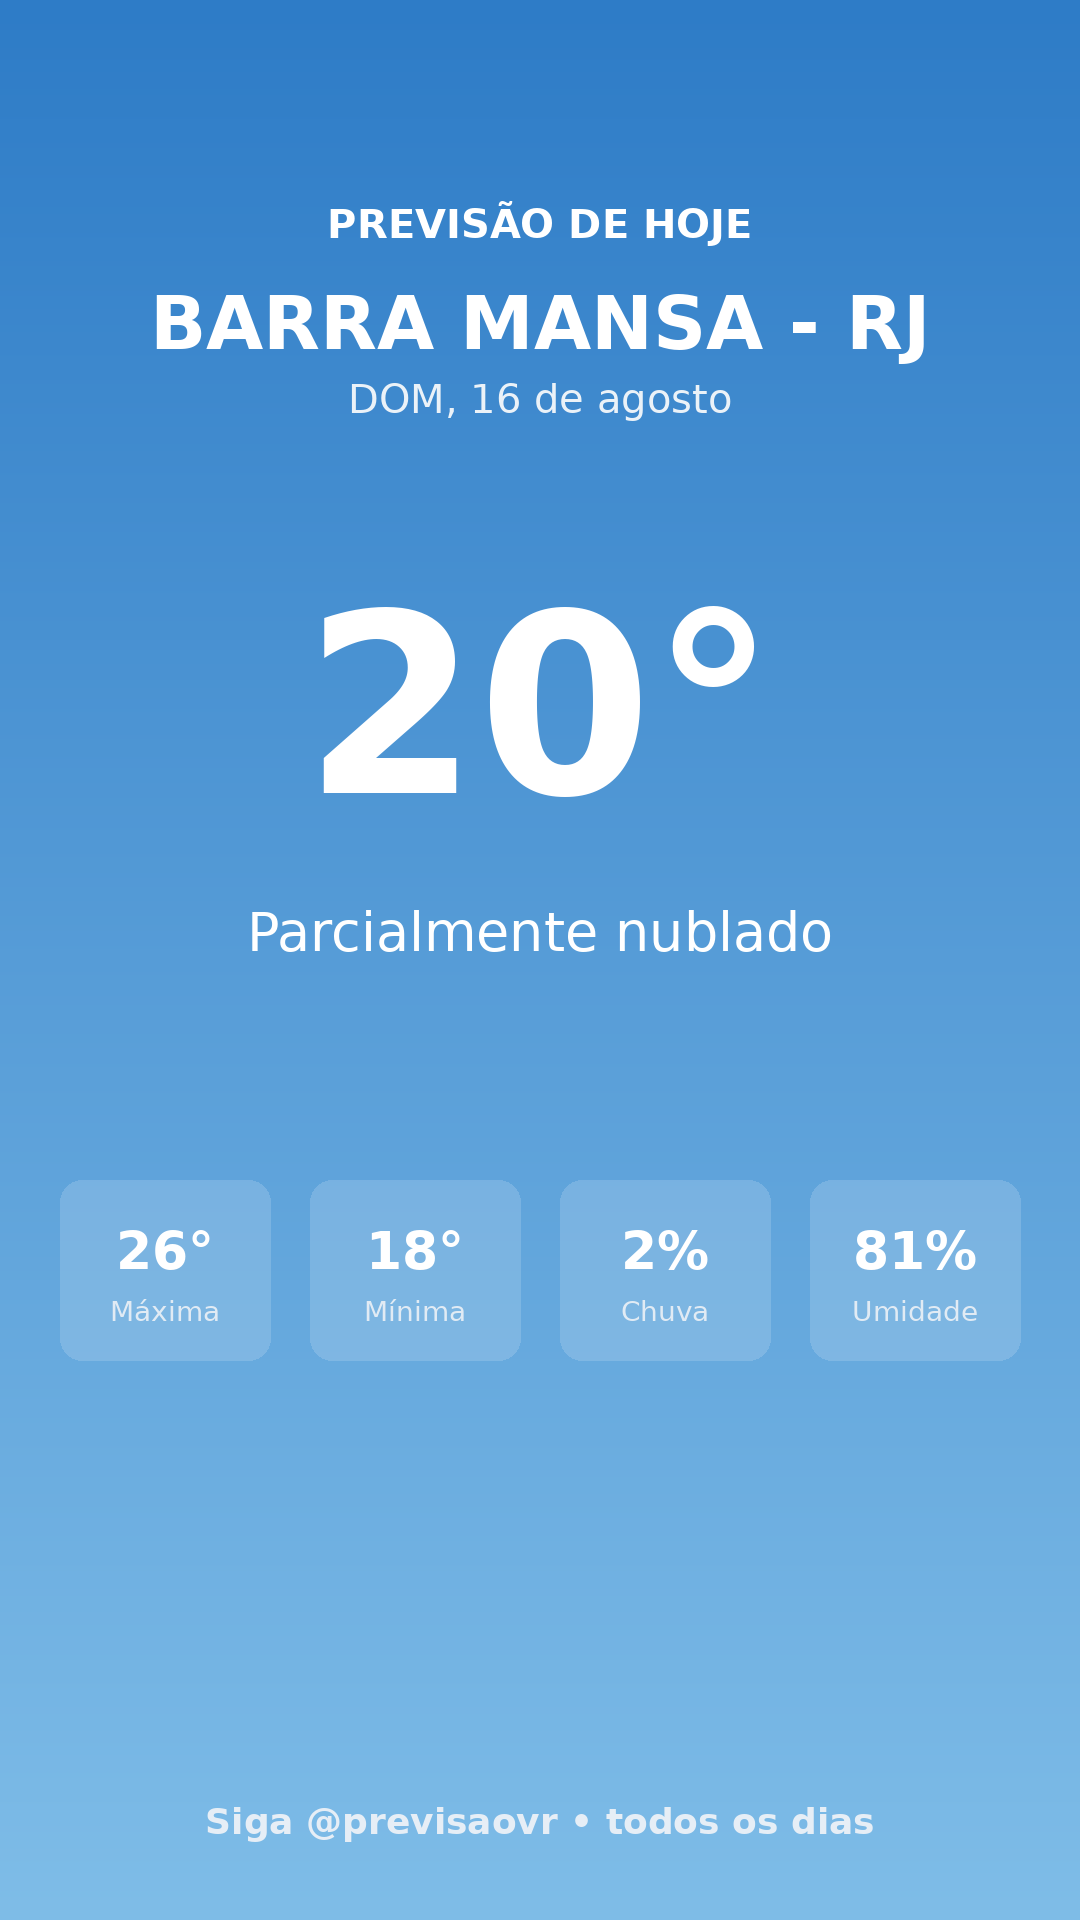 PREVISÃO DE HOJE
BARRA MANSA - RJ
DOM, 16 de agosto
20°
Parcialmente nublado
26° 18° 2% 81%
Máxima Mínima Chuva Umidade
Siga @previsaovr • todos os dias